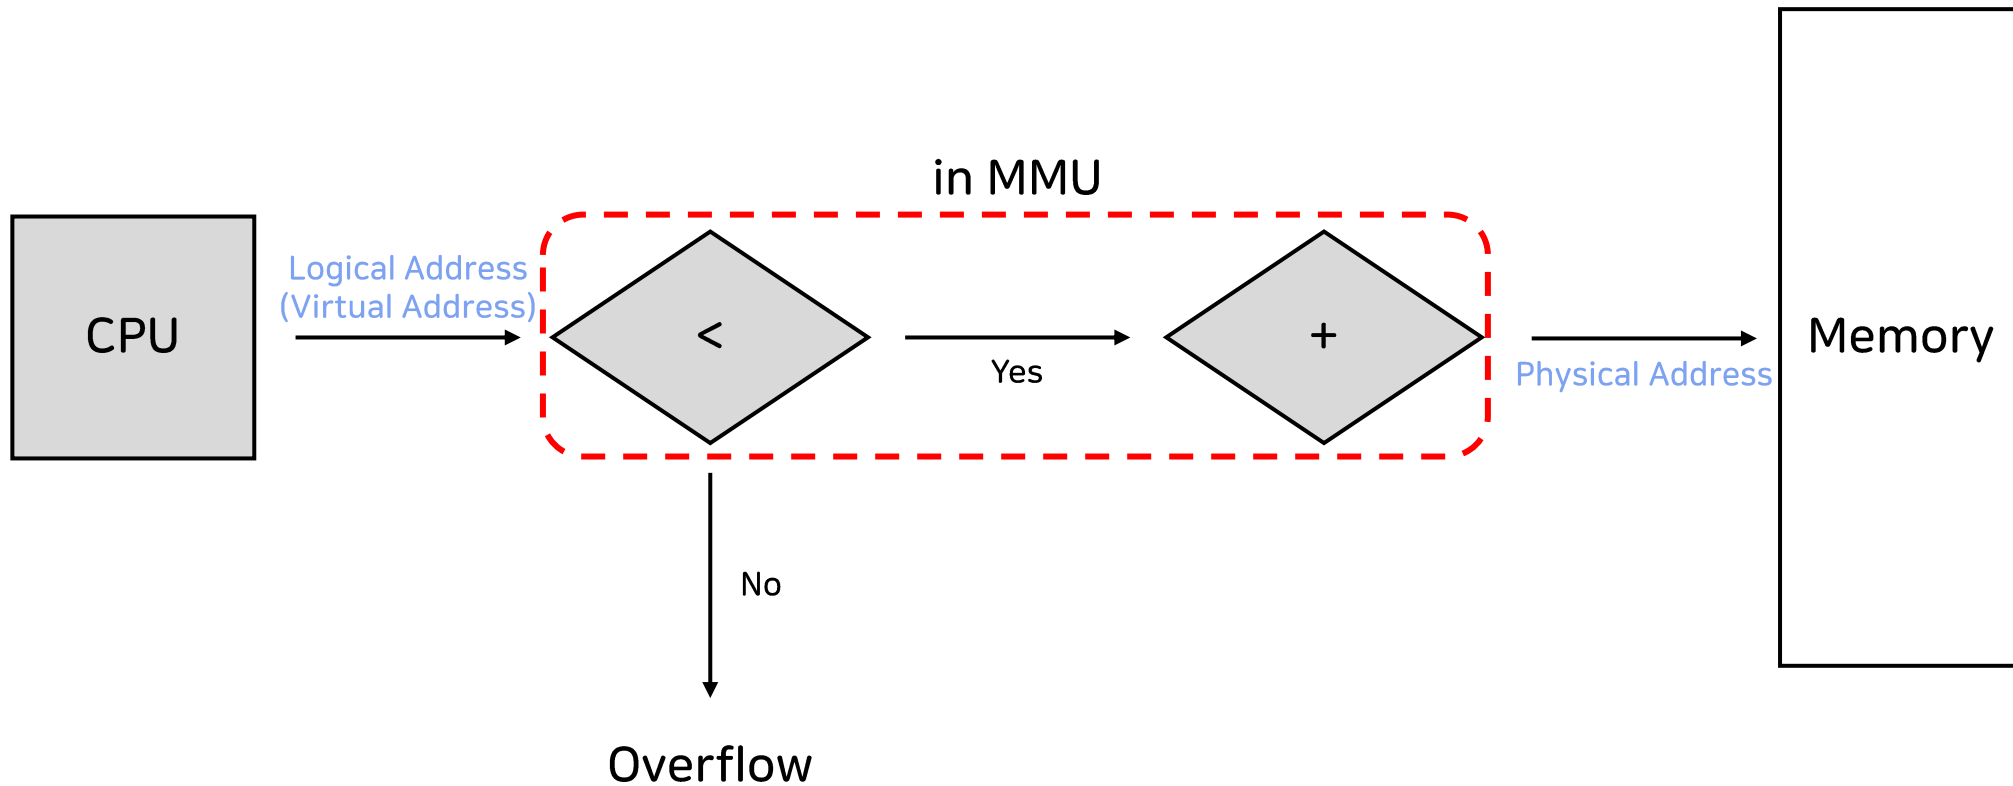 in MMU
CPU
Logical Address
(Virtual Address)
<
Yes
+
Physical Address
Memory
No
Overflow